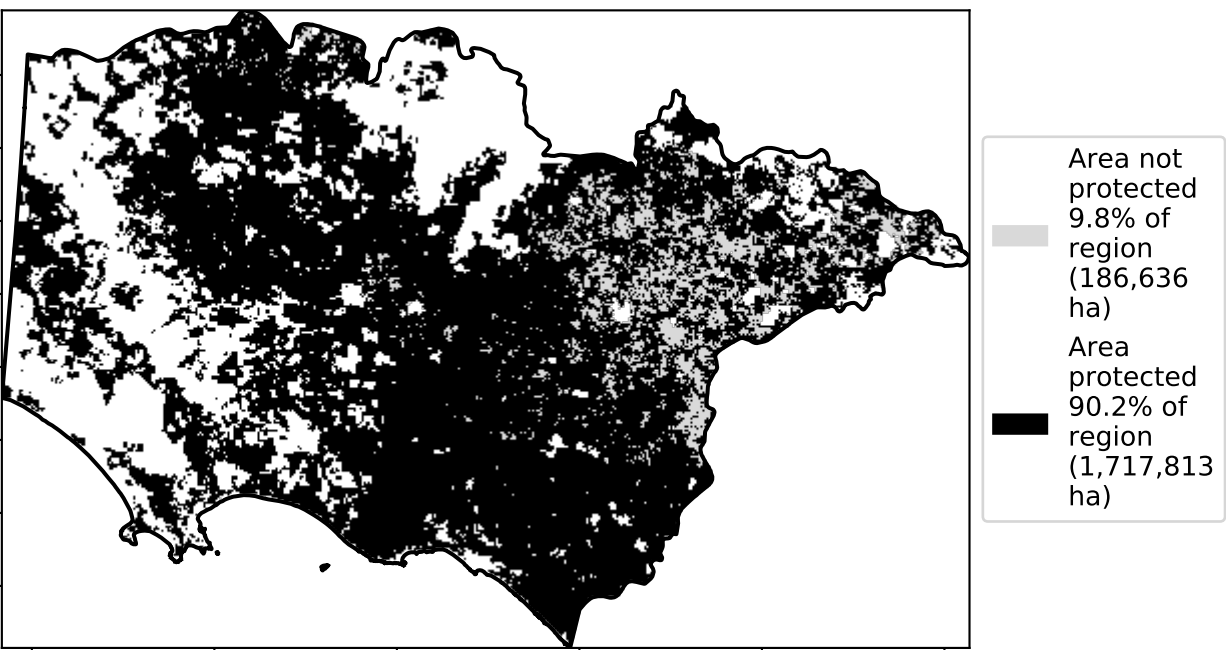 Area not
protected
9.8% of
region
(186,636
ha)
Area
protected
90.2% of
region
(1,717,813
ha)